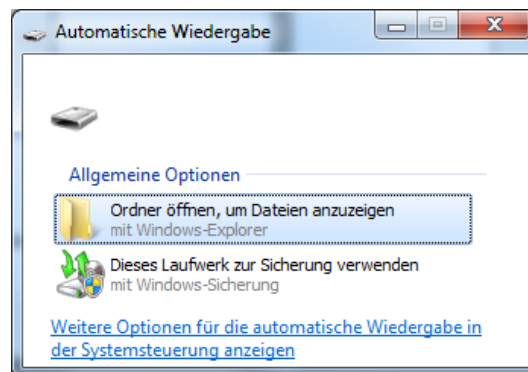 Automatische Wiedergabe
Allgemeine Optionen
Ordner öffnen, um Dateien anzuzeigen
mit Windows-Explorer
Dieses Laufwerk zur Sicherung verwenden
mit Windows-Sicherung
Weitere Optionen für die automatische Wiedergabe in
der Systemsteuerung anzeigen